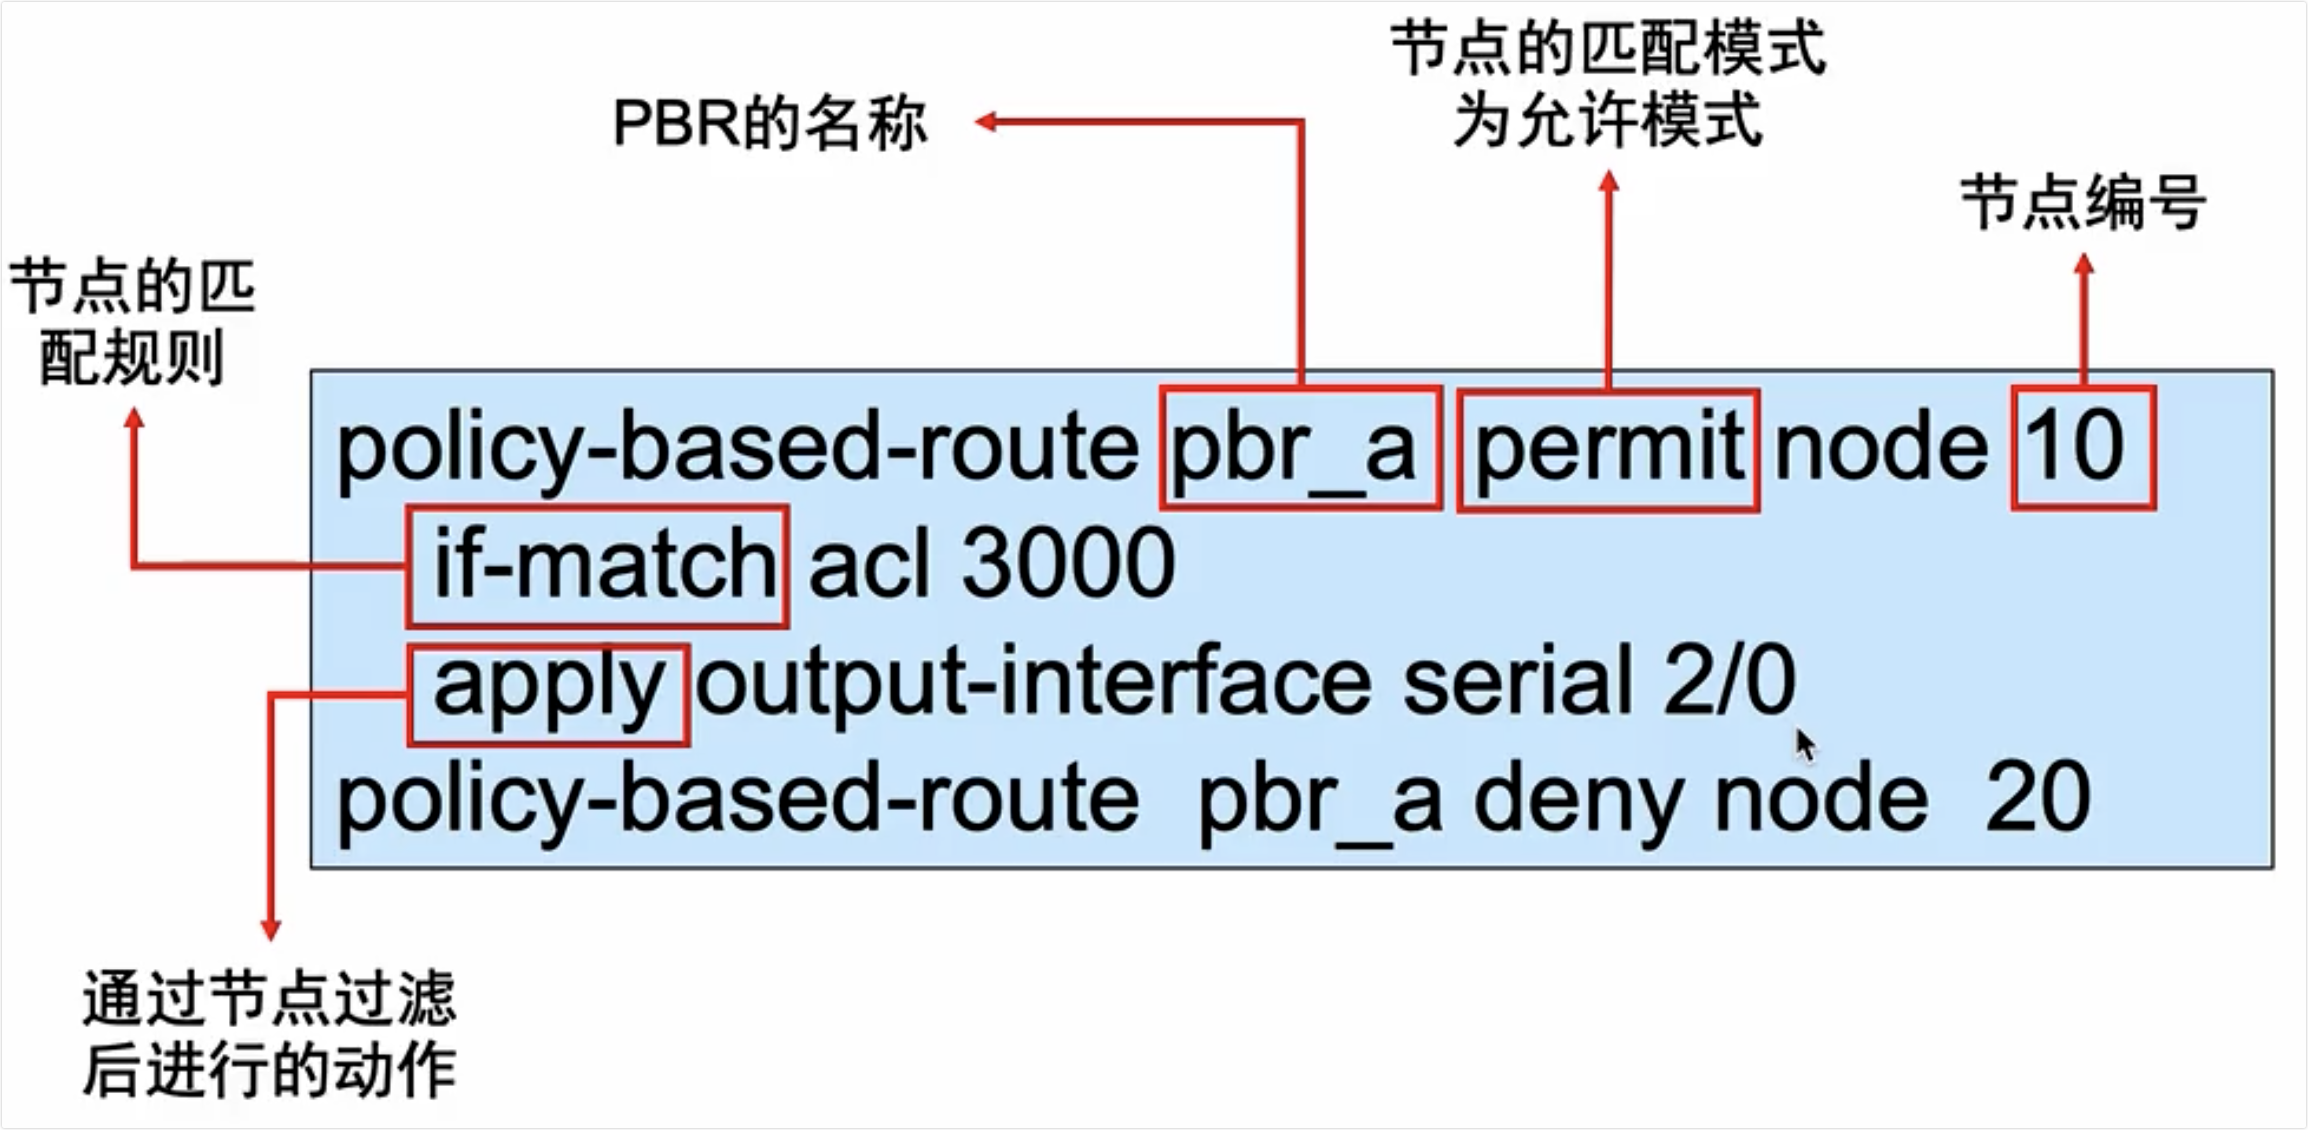 节点的匹配模式
为允许模式
PBR的名称
节点编号
节点的匹
配规则
policy-based-route pbr_a permit node 10
if-match acl 3000
apply output-interface serial 2/0
policy-based-route pbr_a deny node 20
通过节点过滤
后进行的动作